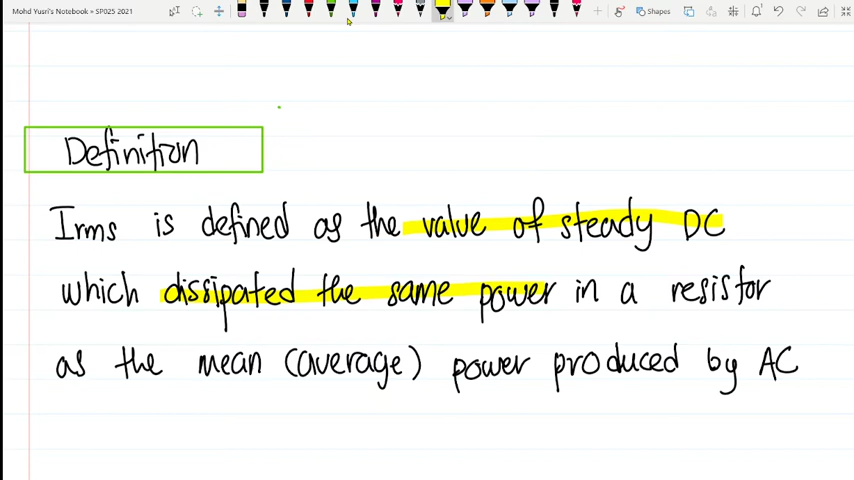 Mohd Yusri's Notebook » SP025 2021
Shapes
Definition
Irms is defined as the value of steady DC
which dissipated the same power in a resistor
as the mean (average) power produced by AC